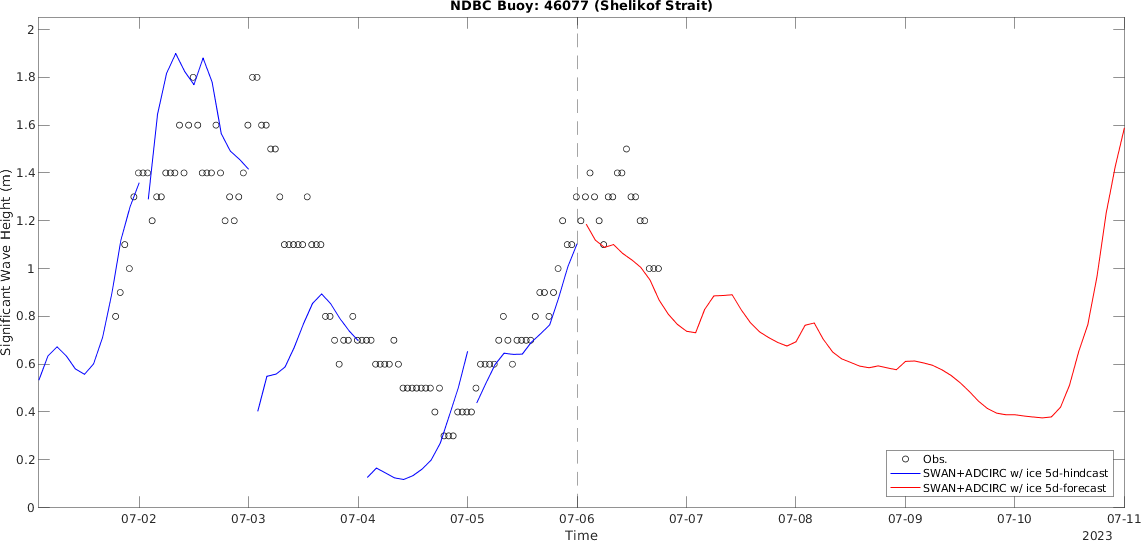 NDBC Buoy: 46077 (Shelikof Strait)
2
1.8
1.6
1.4
1.2
1
0.8
0.6
0.4
0.2
0
Significant Wave Height (m)
Obs.
SWAN+ADCIRC w/ ice 5d-hindcast
SWAN+ADCIRC w/ ice 5d-forecast
07-02 07-03 07-04 07-05 07-06 07-07 07-08 07-09 07-10 07-11
Time
2023